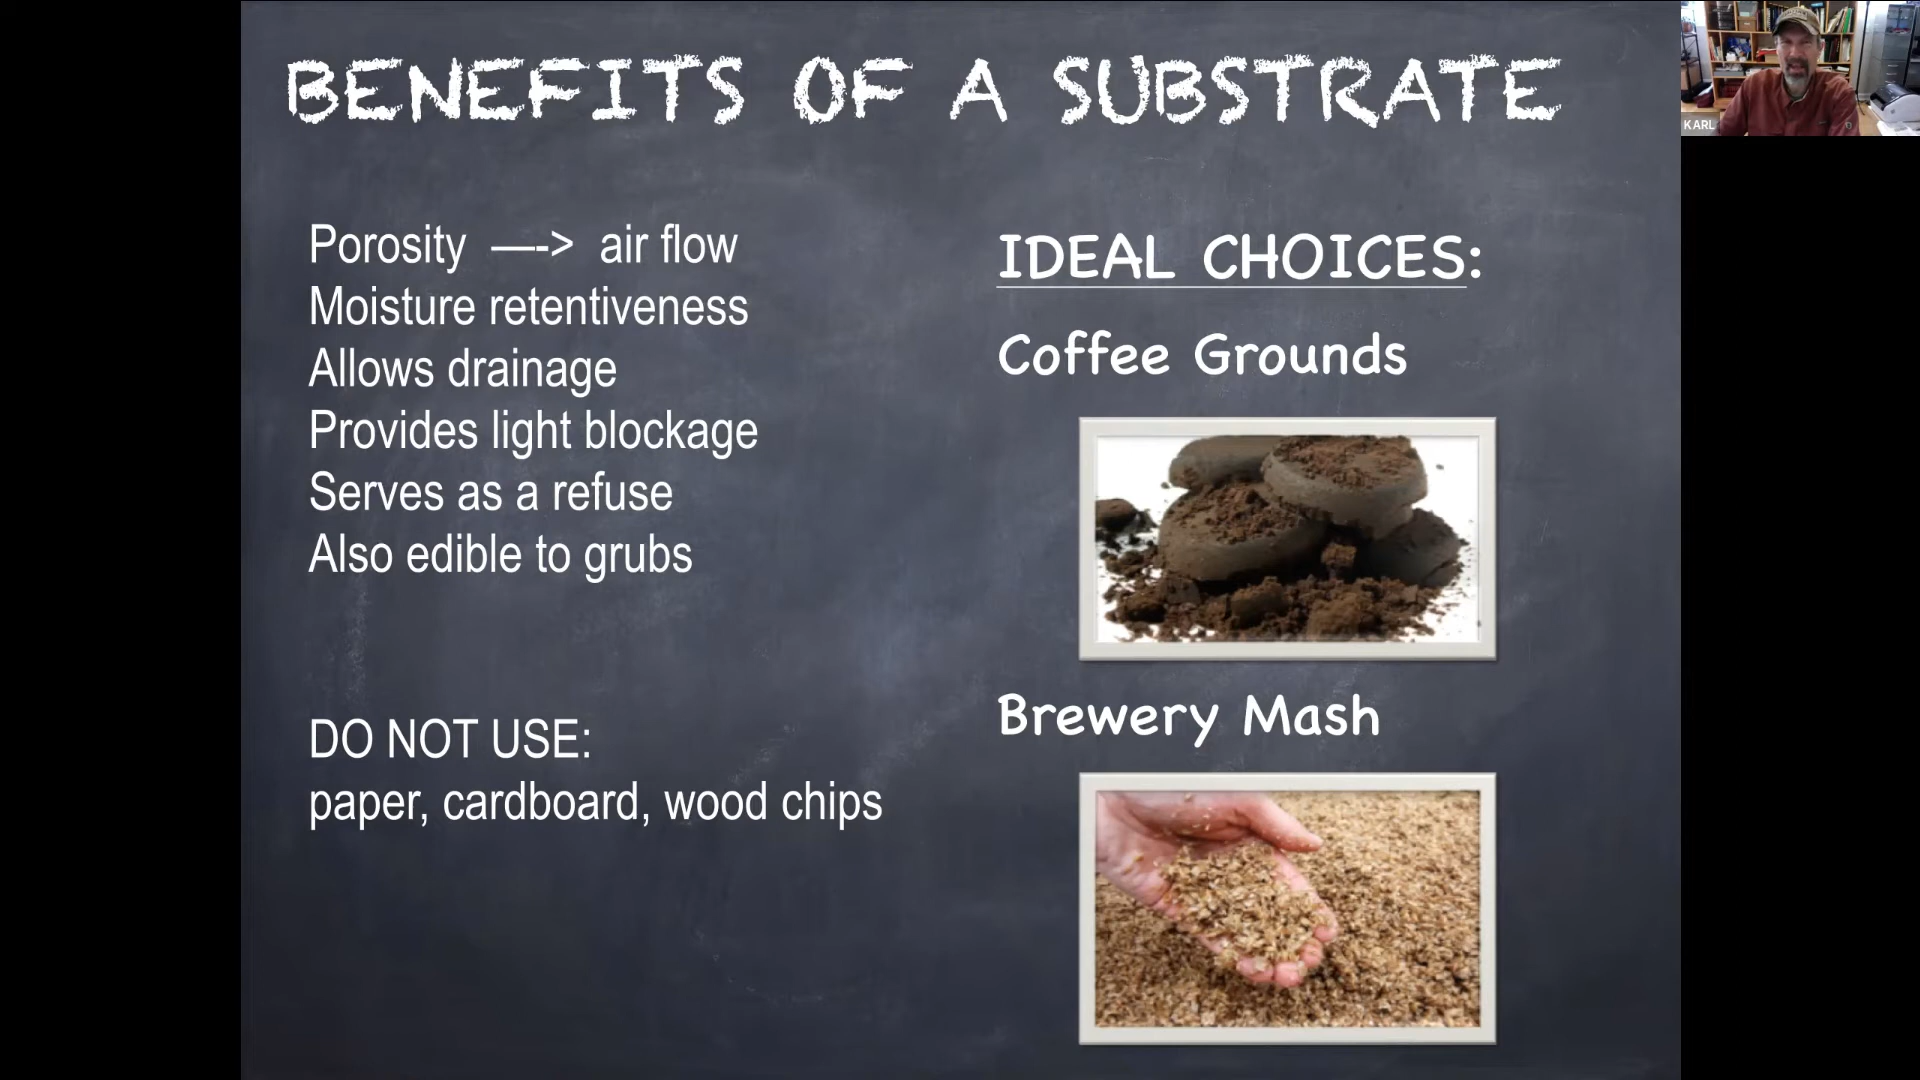 BENEFITS OF A SUBSTRATE
Porosity —-> air flow
Moisture retentiveness
Allows drainage
Provides light blockage
Serves as a refuse
Also edible to grubs
DO NOT USE:
paper, cardboard, wood chips
IDEAL CHOICES:
Coffee Grounds
Brewery Mash
KARL